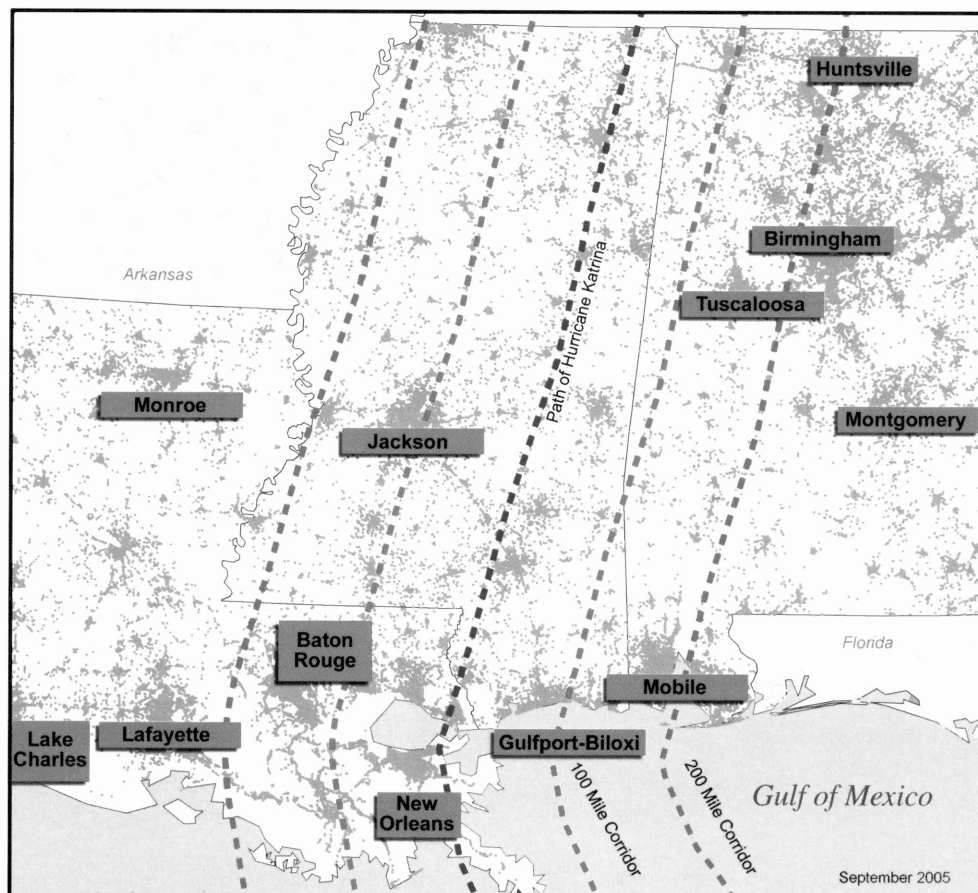 Huntsville
Birmingham
Arkansas
Tuscaloosa
Path of Hurricane Katrina
Monroe
Montgomery
Jackson
Baton
Rouge
Florida
Mobile
Lake
Charles
Lafayette
Gulfport-Biloxi
100 Mile Corridor
200 Mile Corridor
New
Orleans
Gulf of Mexico
September 2005